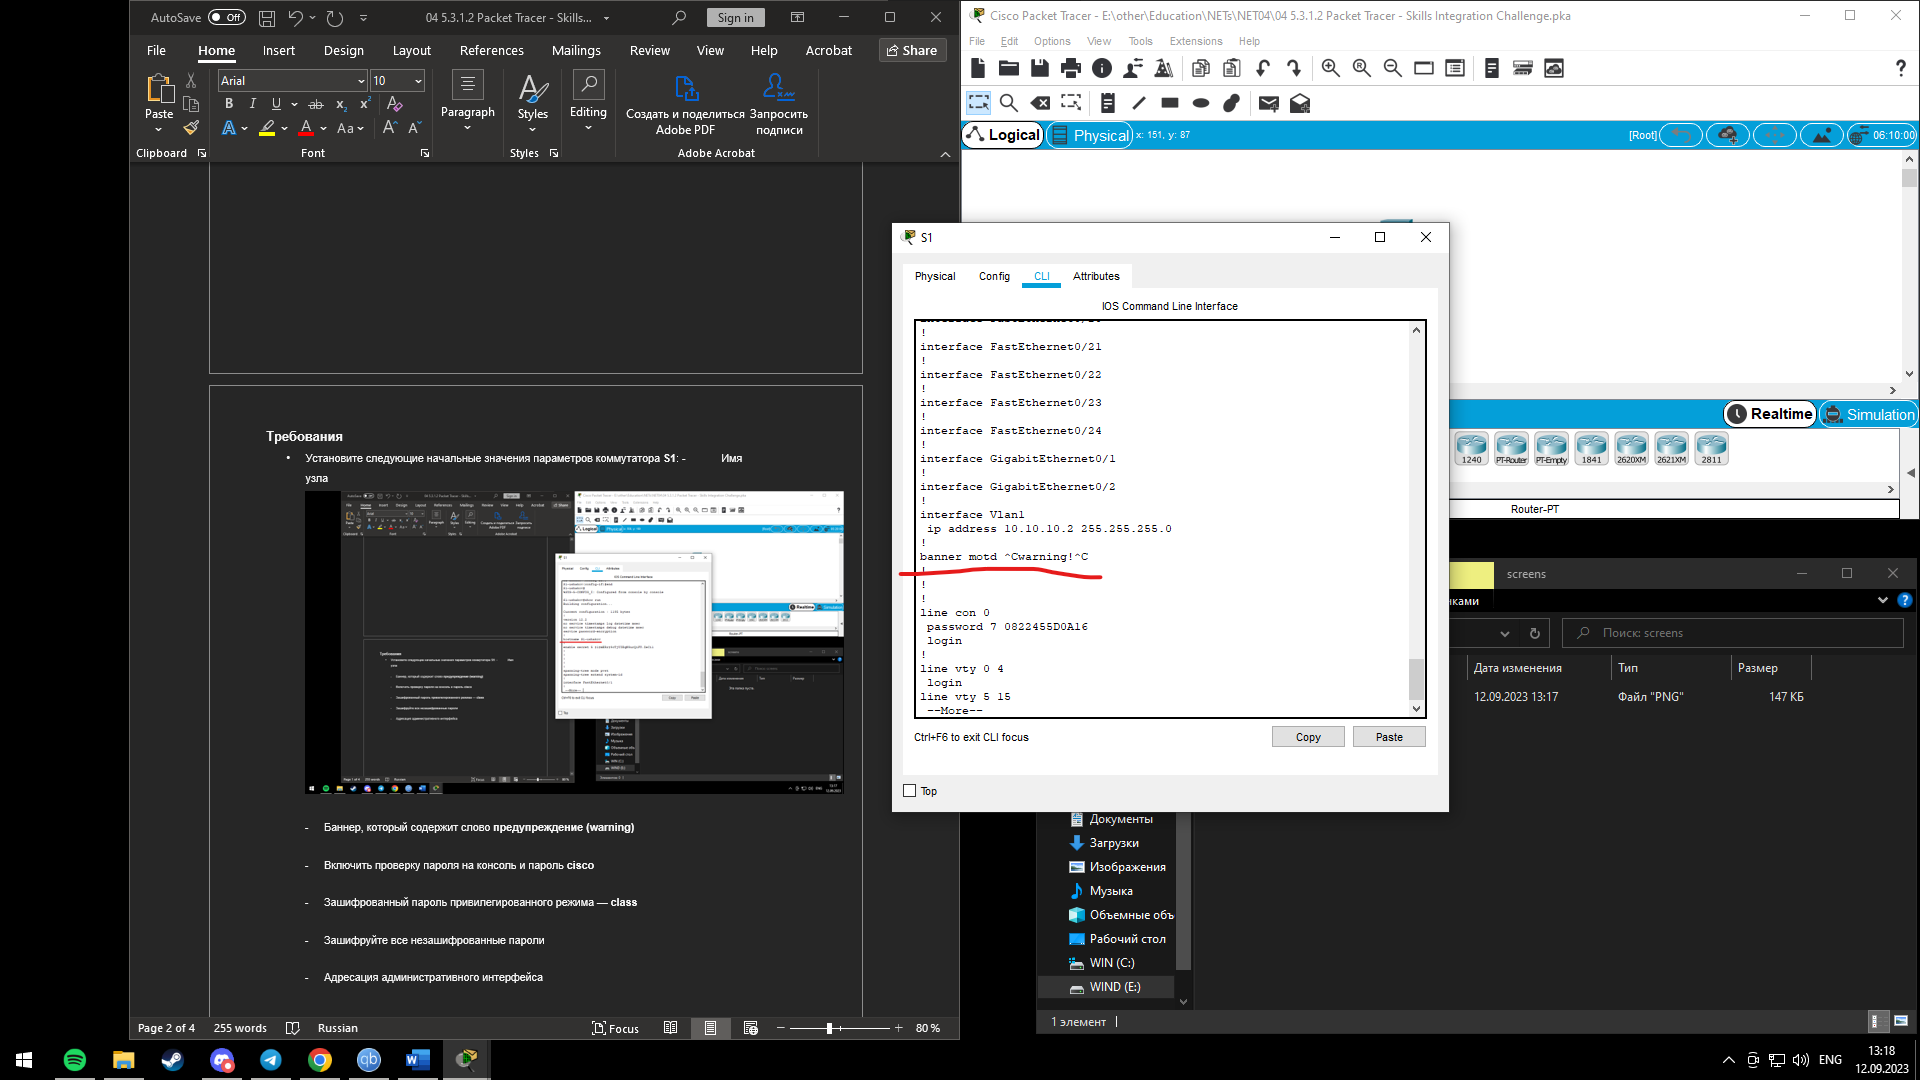 AutoSave Off 04 5.3.1.2 Packet Tracer - Skills... Sign in
File Home Insert Design Layout References Mailings Review View Help Acrobat Share
Arial 10
Paste Paragraph Styles Editing Создать и поделиться Adobe PDF Запросить подписи
Clipboard Font Styles Adobe Acrobat
Требования
• Установите следующие начальные значения параметров коммутатора S1: - Имя
узла
- Баннер, который содержит слово предупреждение (warning)
- Включить проверку пароля на консоль и пароль cisco
- Зашифрованный пароль привилегированного режима — class
- Зашифруйте все незашифрованные пароли
- Адресация административного интерфейса
Page 2 of 4 255 words Russian Focus 80 %
Cisco Packet Tracer - E:\other\Education\NETs\NET04\04 5.3.1.2 Packet Tracer - Skills Integration Challenge.pka
File Edit Options View Tools Extensions Help
Logical Physical x: 151, y: 87 [Root] 06:10:00
S1
Physical Config CLI Attributes
IOS Command Line Interface
!
interface FastEthernet0/21
!
interface FastEthernet0/22
!
interface FastEthernet0/23
!
interface FastEthernet0/24
!
interface GigabitEthernet0/1
!
interface GigabitEthernet0/2
!
interface Vlan1
ip address 10.10.10.2 255.255.255.0
!
banner motd ^Cwarning!^C
!
!
!
line con 0
password 7 0822455D0A16
login
!
line vty 0 4
login
line vty 5 15
--More--
Ctrl+F6 to exit CLI focus Copy Paste
Top
Realtime Simulation
1240 PT-Router PT-Empty 1841 2620XM 2621XM 2811
Router-PT
screens
нками
Поиск: screens
Дата изменения Тип Размер
12.09.2023 13:17 Файл "PNG" 147 КБ
Документы
Загрузки
Изображения
Музыка
Объемные объ
Рабочий стол
WIN (C:)
WIND (E:)
1 элемент
ENG 13:18
12.09.2023